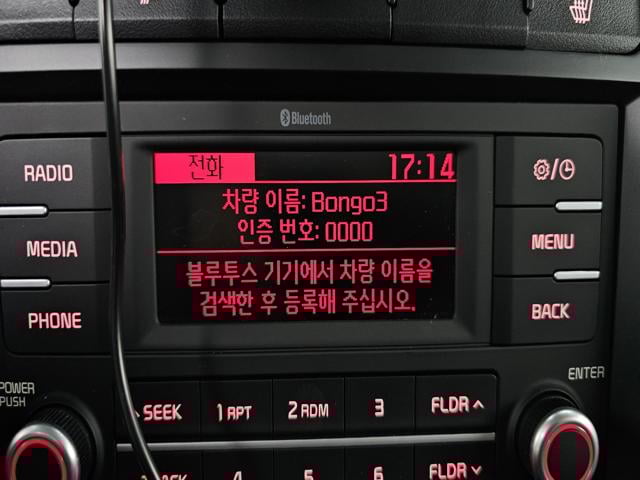 Bluetooth
전화 17:14
차량 이름: Bongo3
인증 번호: 0000
블루투스 기기에서 차량 이름을
검색한 후 등록해 주십시오.
RADIO
MEDIA
PHONE
MENU
BACK
POWER
PUSH
ENTER
SEEK 1 RPT 2 RDM 3 FLDR
4 5 6 FLDR